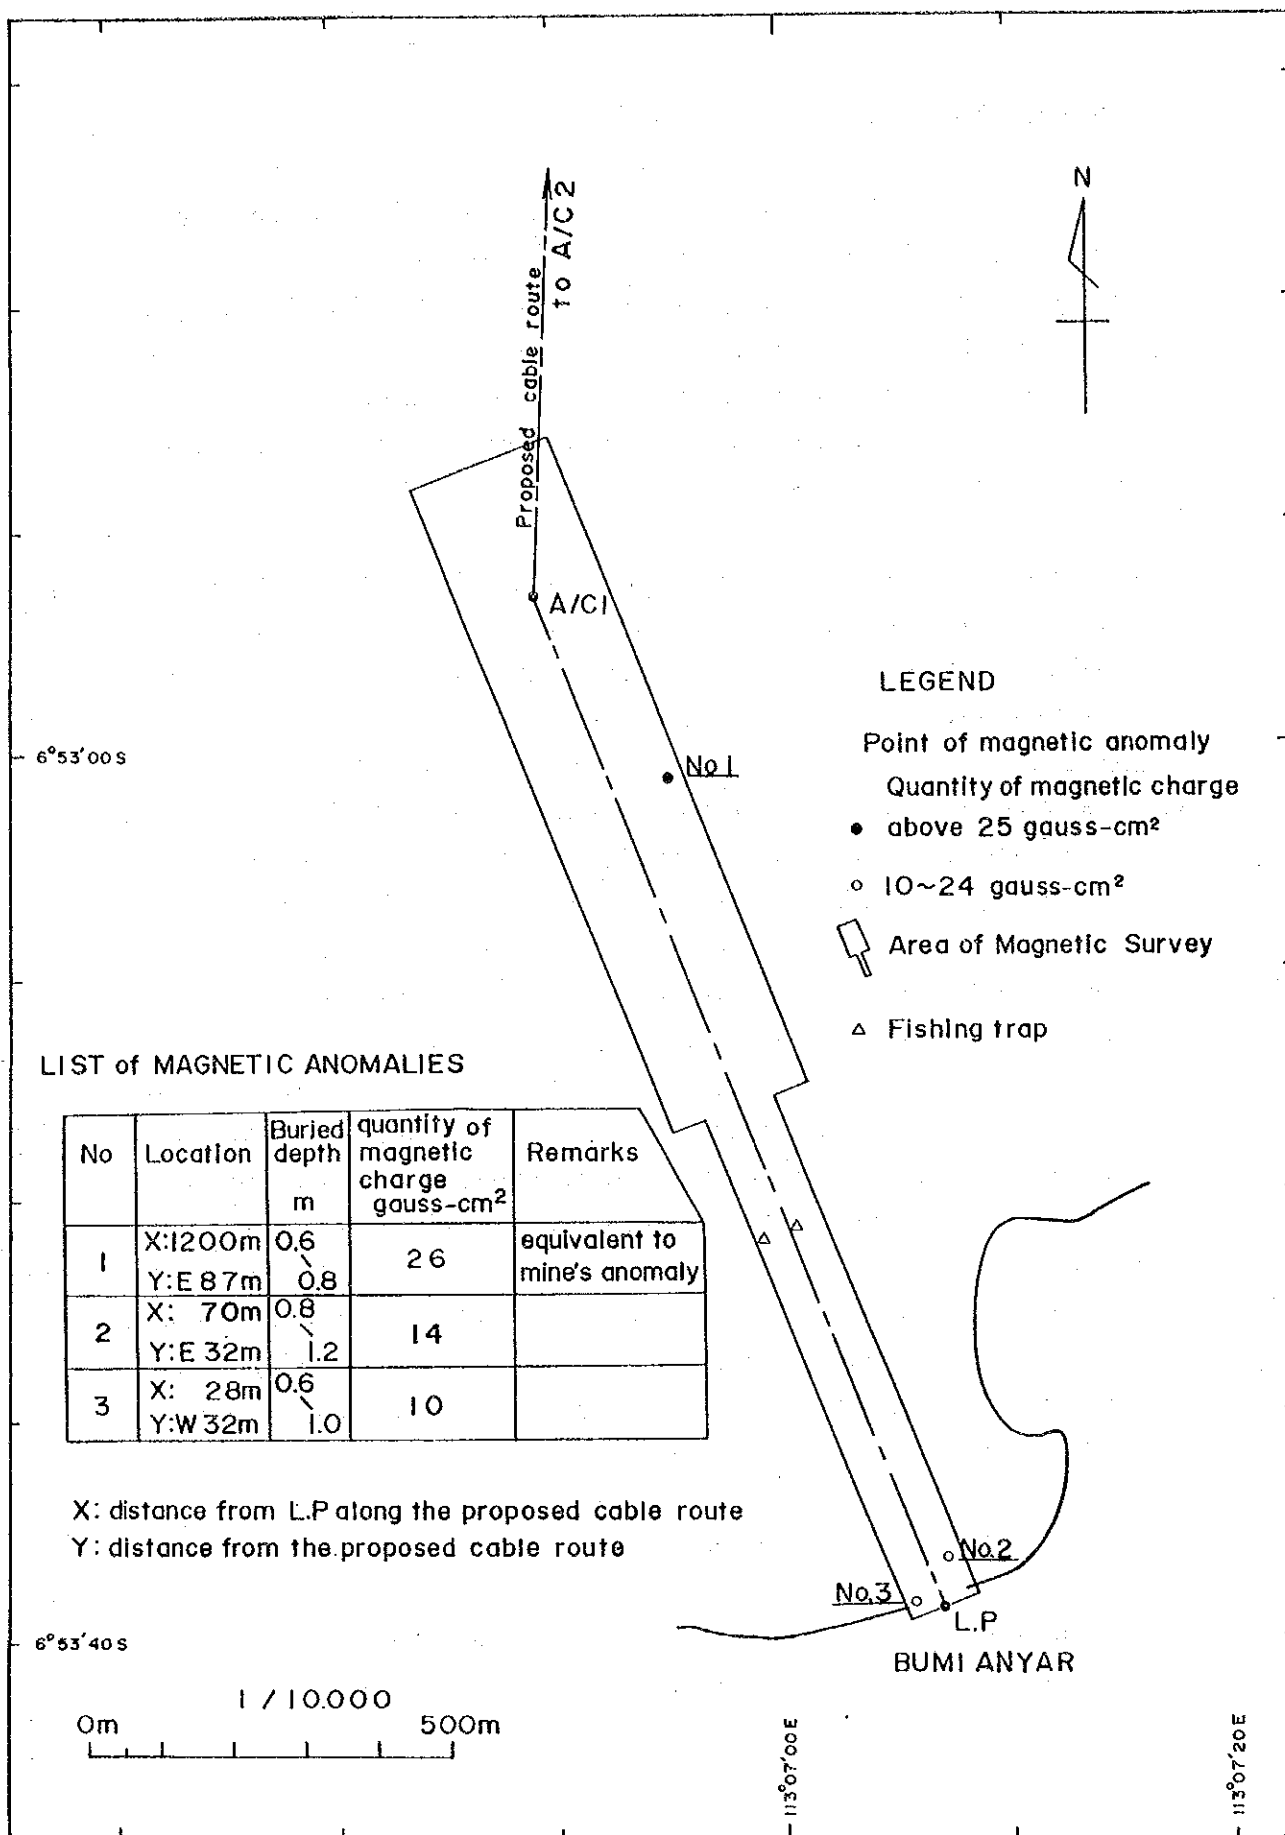 N
Proposed cable route
to A/C2
A/C1
LEGEND
Point of magnetic anomaly
Quantity of magnetic charge
● above 25 gauss-cm²
○ 10~24 gauss-cm²
Area of Magnetic Survey
△ Fishing trap
6°53'00S
No1
LIST of MAGNETIC ANOMALIES
No
Location
Buried
depth
m
quantity of
magnetic
charge
gauss-cm²
Remarks
1
X:1200m
Y:E 87m
0.6
0.8
26
equivalent to
mine's anomaly
2
X: 70m
Y:E 32m
0.8
1.2
14
3
X: 28m
Y:W 32m
0.6
1.0
10
X: distance from L.P along the proposed cable route
Y: distance from the proposed cable route
No.2
No.3
L.P
BUMI ANYAR
6°53'40S
1 / 10.000
0m
500m
113°07'00E
113°07'20E